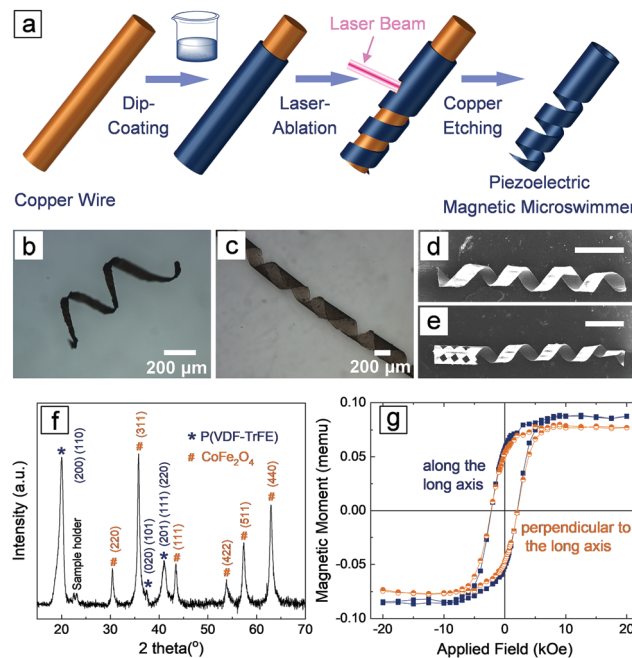 a
Laser Beam
Dip-
Coating
Laser-
Ablation
Copper
Etching
Copper Wire
Piezoelectric
Magnetic Microswimmer
b
200 µm
c
200 µm
d
e
f
Intensity (a.u.)
* (200) (110)
Sample holder
# (220)
# (311)
* (020) (101)
* (201) (111) (220)
# (111)
# (422)
# (511)
# (440)
* P(VDF-TrFE)
# CoFe2O4
20 30 40 50 60 70
2 theta(°)
g
Magnetic Moment (memu)
0.10
0.05
0.00
-0.05
-0.10
along the
long axis
perpendicular to
the long axis
-20 -10 0 10 20
Applied Field (kOe)